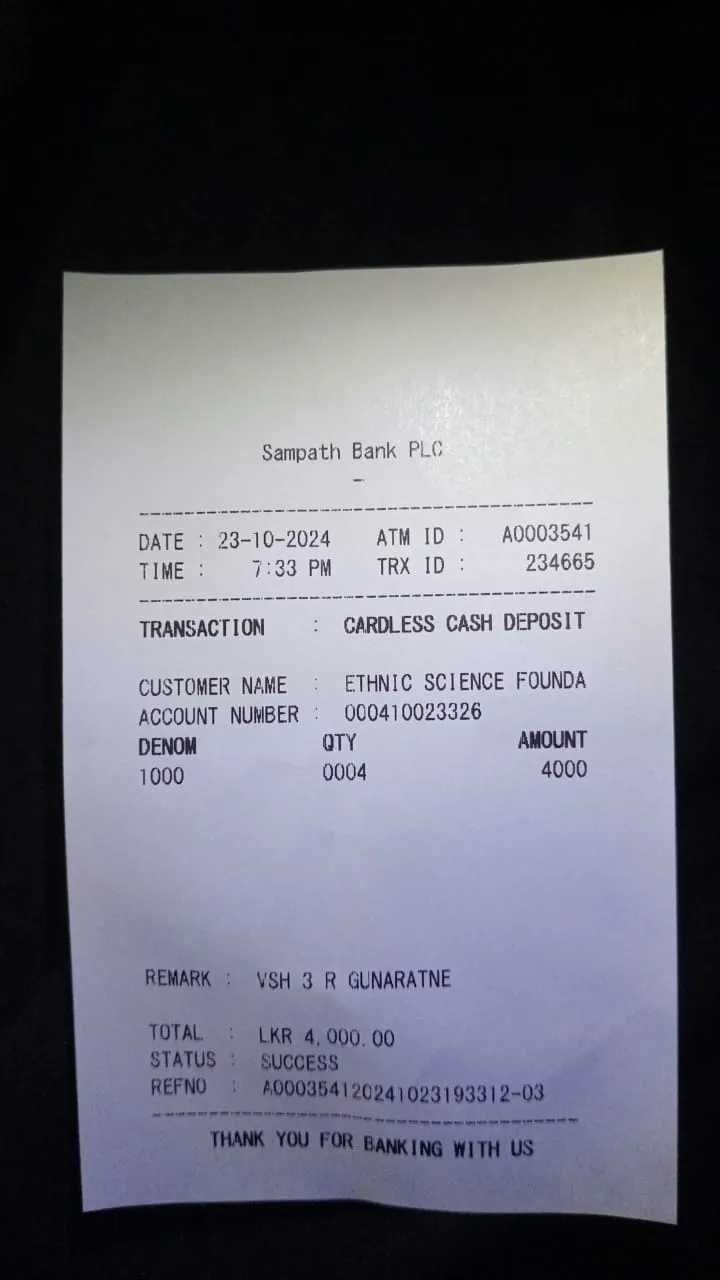 Sampath Bank PLC
-
DATE : 23-10-2024 ATM ID : A0003541
TIME : 7:33 PM TRX ID : 234665
TRANSACTION : CARDLESS CASH DEPOSIT
CUSTOMER NAME : ETHNIC SCIENCE FOUNDA
ACCOUNT NUMBER : 000410023326
DENOM QTY AMOUNT
1000 0004 4000
REMARK : VSH 3 R GUNARATNE
TOTAL : LKR 4,000.00
STATUS : SUCCESS
REFNO : A000354120241023193312-03
THANK YOU FOR BANKING WITH US